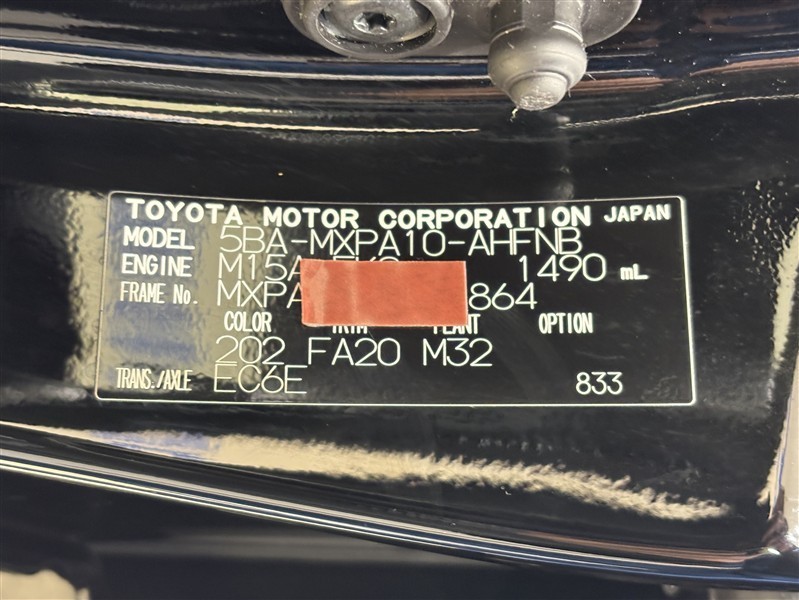 TOYOTA MOTOR CORPORATION JAPAN
MODEL 5BA-MXPA10-AHFNB
ENGINE M15A 1490 mL
FRAME No. MXPA 864
COLOR TRIM PLANT OPTION
202 FA20 M32
TRANS./AXLE EC6E 833